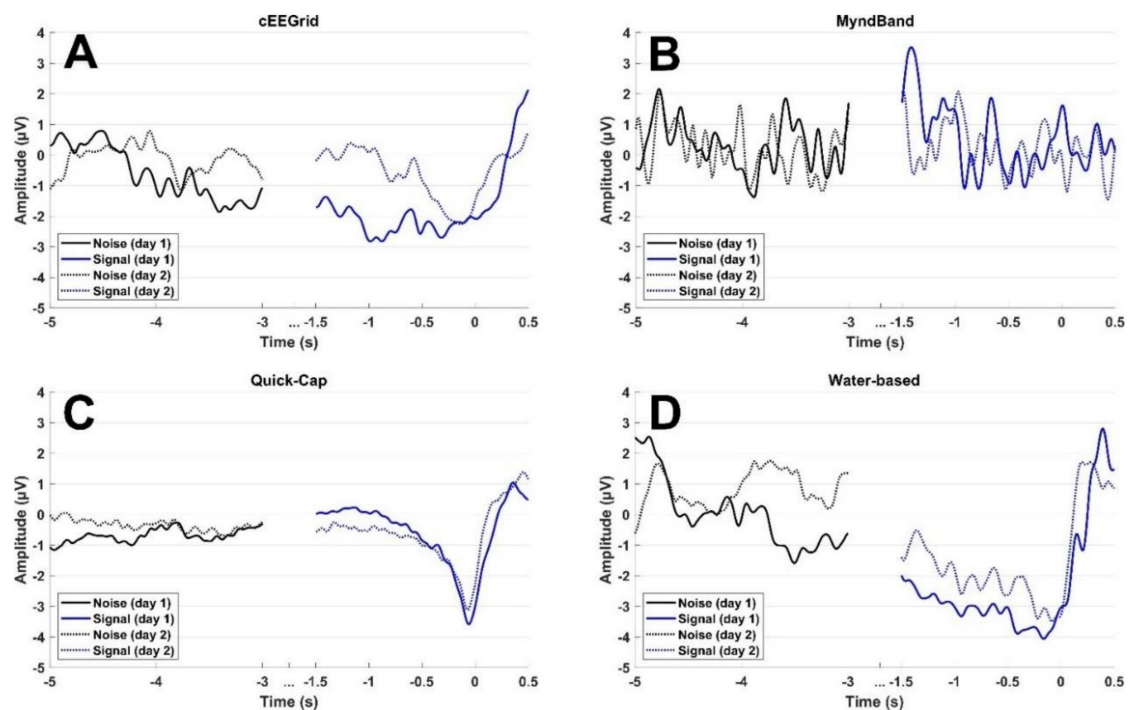 cEEGrid
A
4
3
2
1
0
-1
-2
-3
-4
-5
Amplitude (µV)
Noise (day 1)
Signal (day 1)
Noise (day 2)
Signal (day 2)
-5 -4 -3 ... -1.5 -1 -0.5 0 0.5
Time (s)
MyndBand
B
4
3
2
1
0
-1
-2
-3
-4
-5
Amplitude (µV)
Noise (day 1)
Signal (day 1)
Noise (day 2)
Signal (day 2)
-5 -4 -3 ... -1.5 -1 -0.5 0 0.5
Time (s)
Quick-Cap
C
4
3
2
1
0
-1
-2
-3
-4
-5
Amplitude (µV)
Noise (day 1)
Signal (day 1)
Noise (day 2)
Signal (day 2)
-5 -4 -3 ... -1.5 -1 -0.5 0 0.5
Time (s)
Water-based
D
4
3
2
1
0
-1
-2
-3
-4
-5
Amplitude (µV)
Noise (day 1)
Signal (day 1)
Noise (day 2)
Signal (day 2)
-5 -4 -3 ... -1.5 -1 -0.5 0 0.5
Time (s)